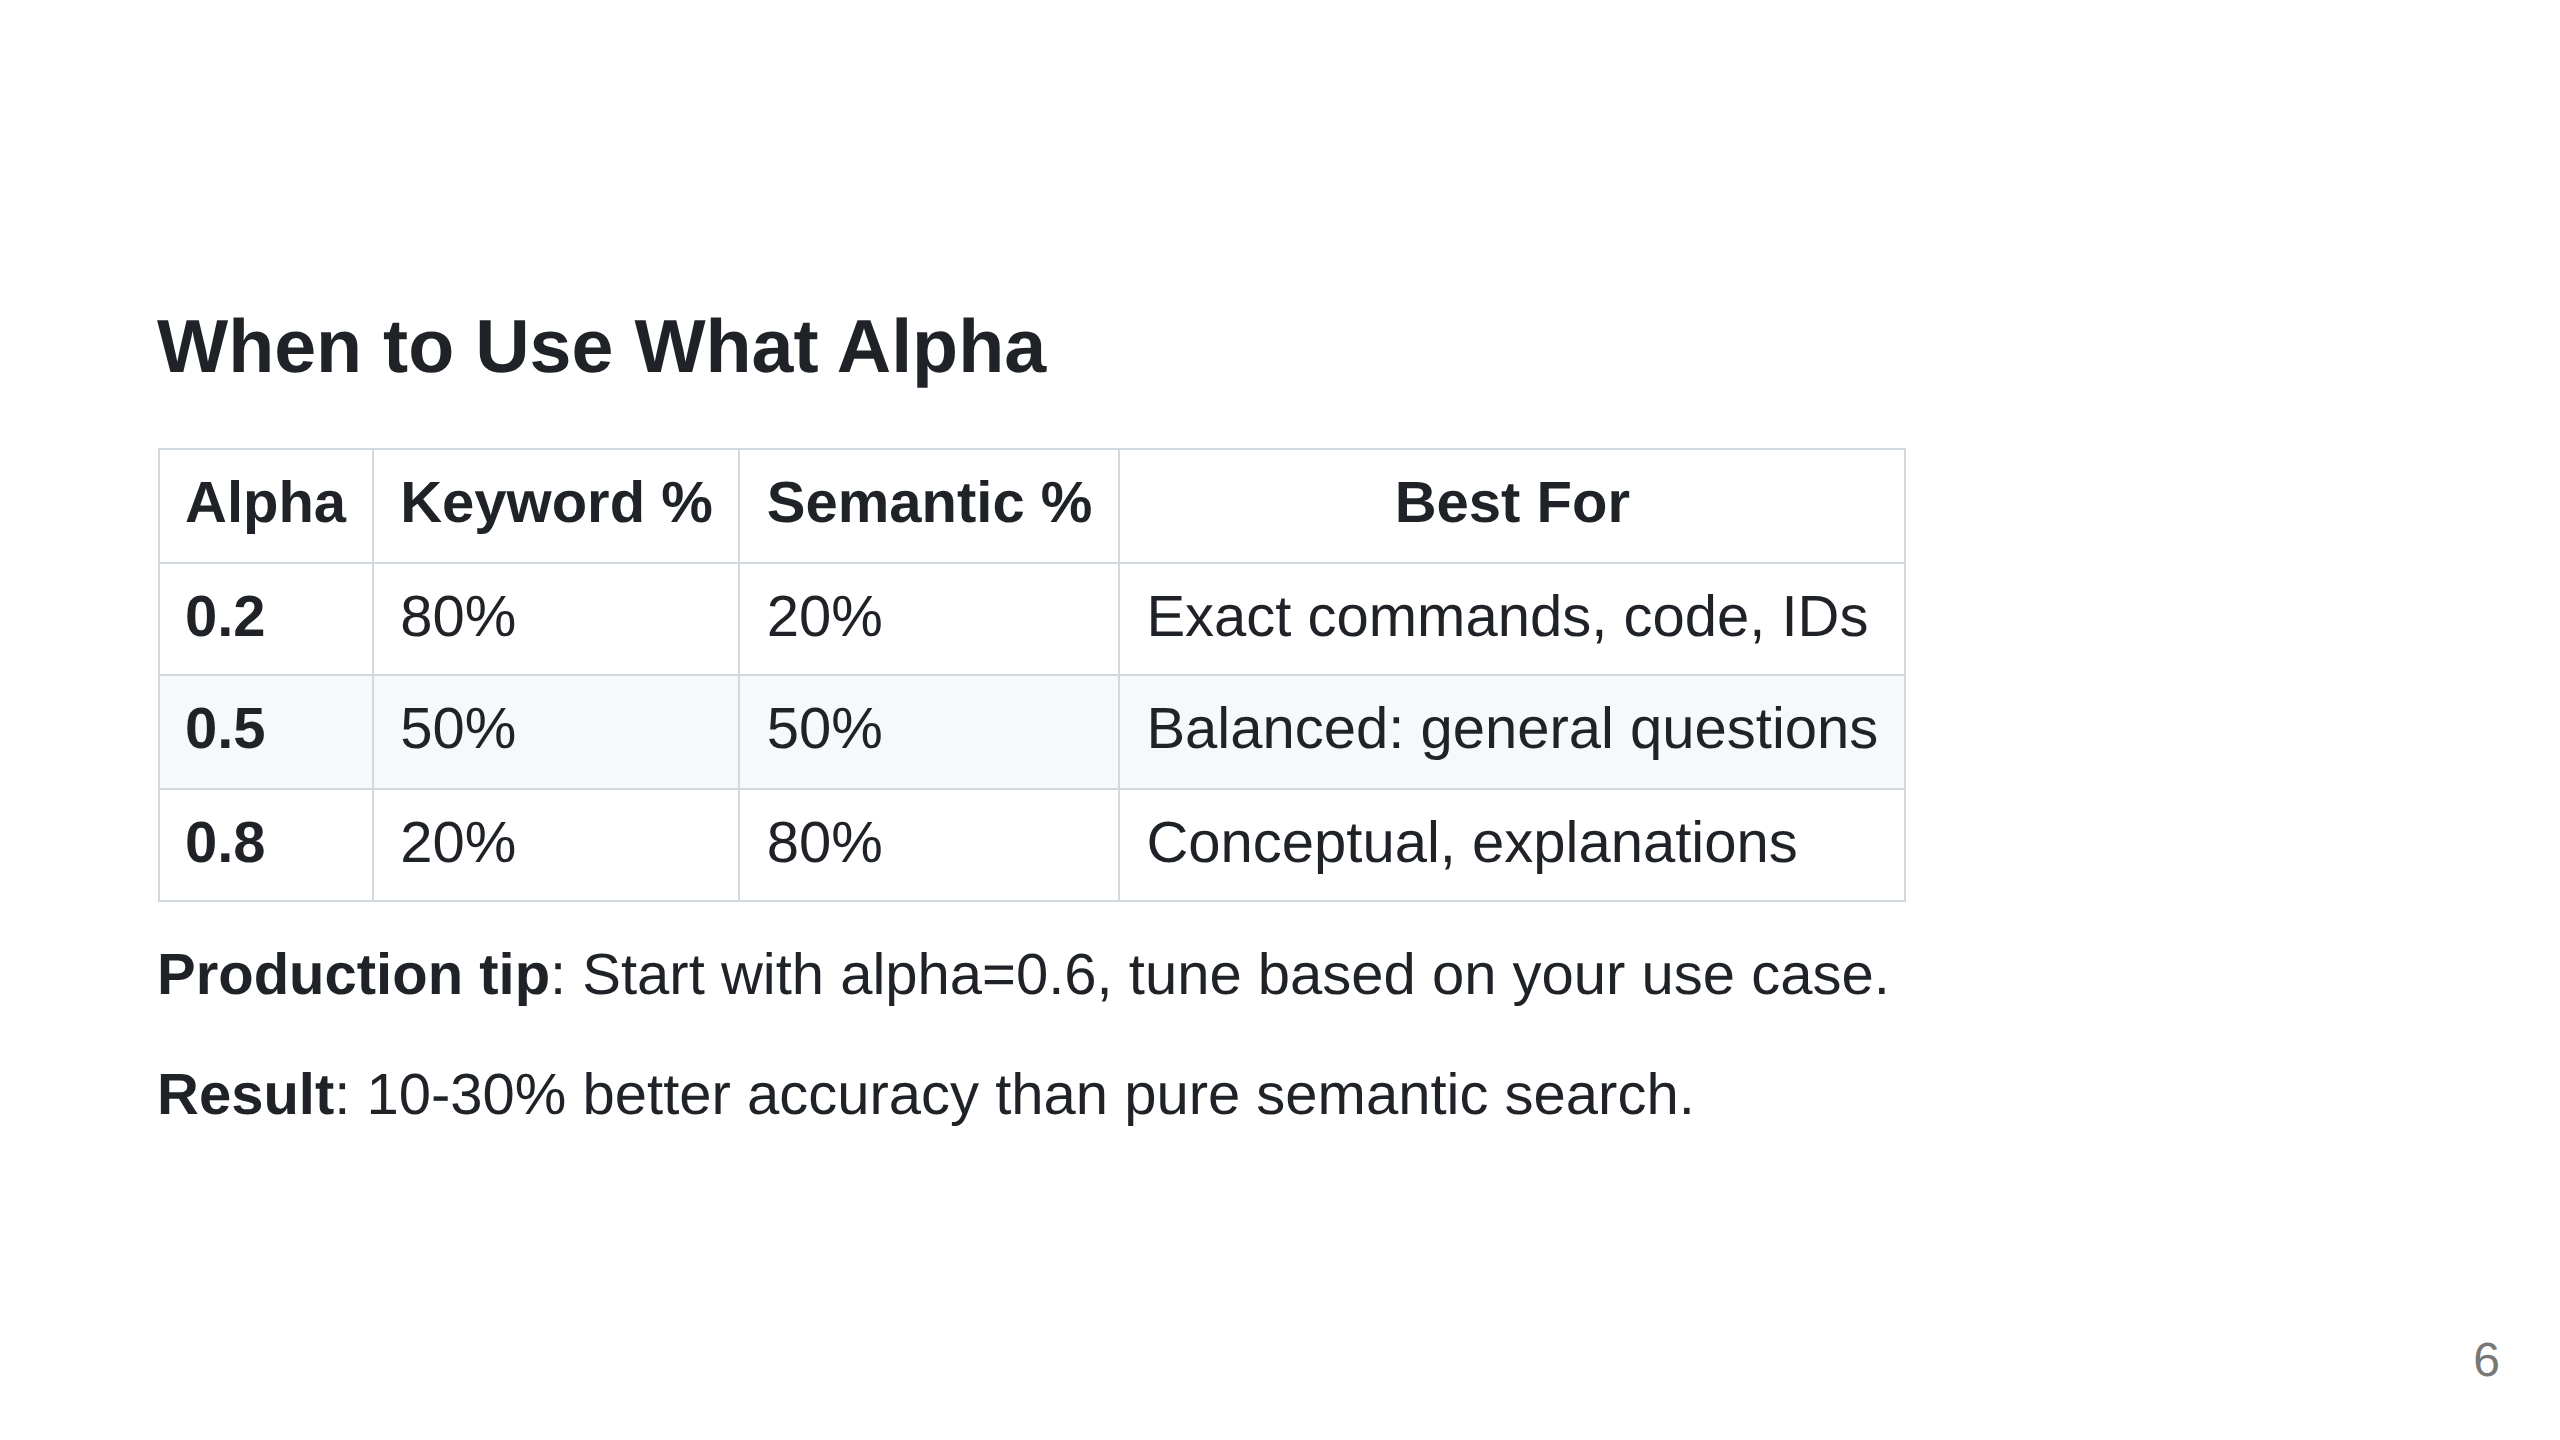 When to Use What Alpha
Alpha Keyword % Semantic % Best For
0.2 80% 20% Exact commands, code, IDs
0.5 50% 50% Balanced: general questions
0.8 20% 80% Conceptual, explanations
Production tip: Start with alpha=0.6, tune based on your use case.
Result: 10-30% better accuracy than pure semantic search.
6